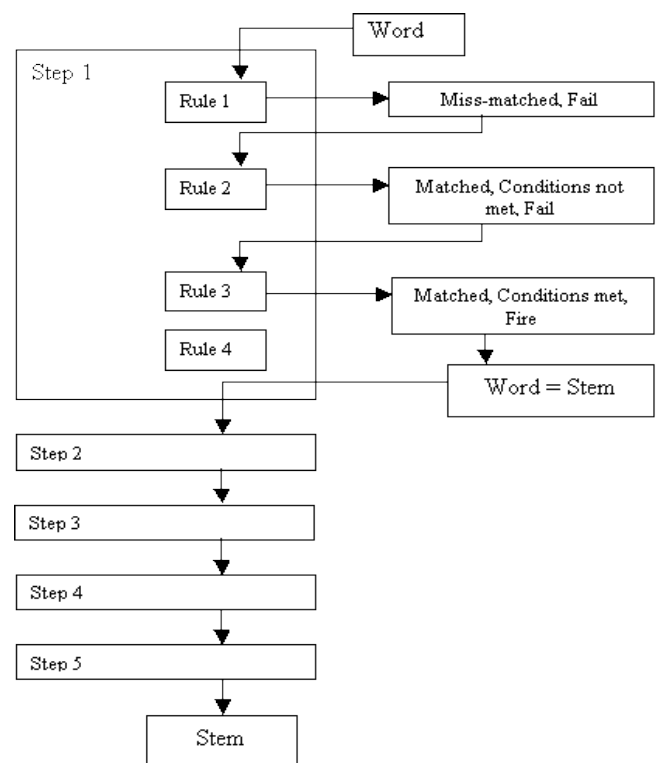 Word
Step 1
Rule 1
Miss-matched, Fail
Rule 2
Matched, Conditions not
met, Fail
Rule 3
Matched, Conditions met,
Fire
Rule 4
Word = Stem
Step 2
Step 3
Step 4
Step 5
Stem